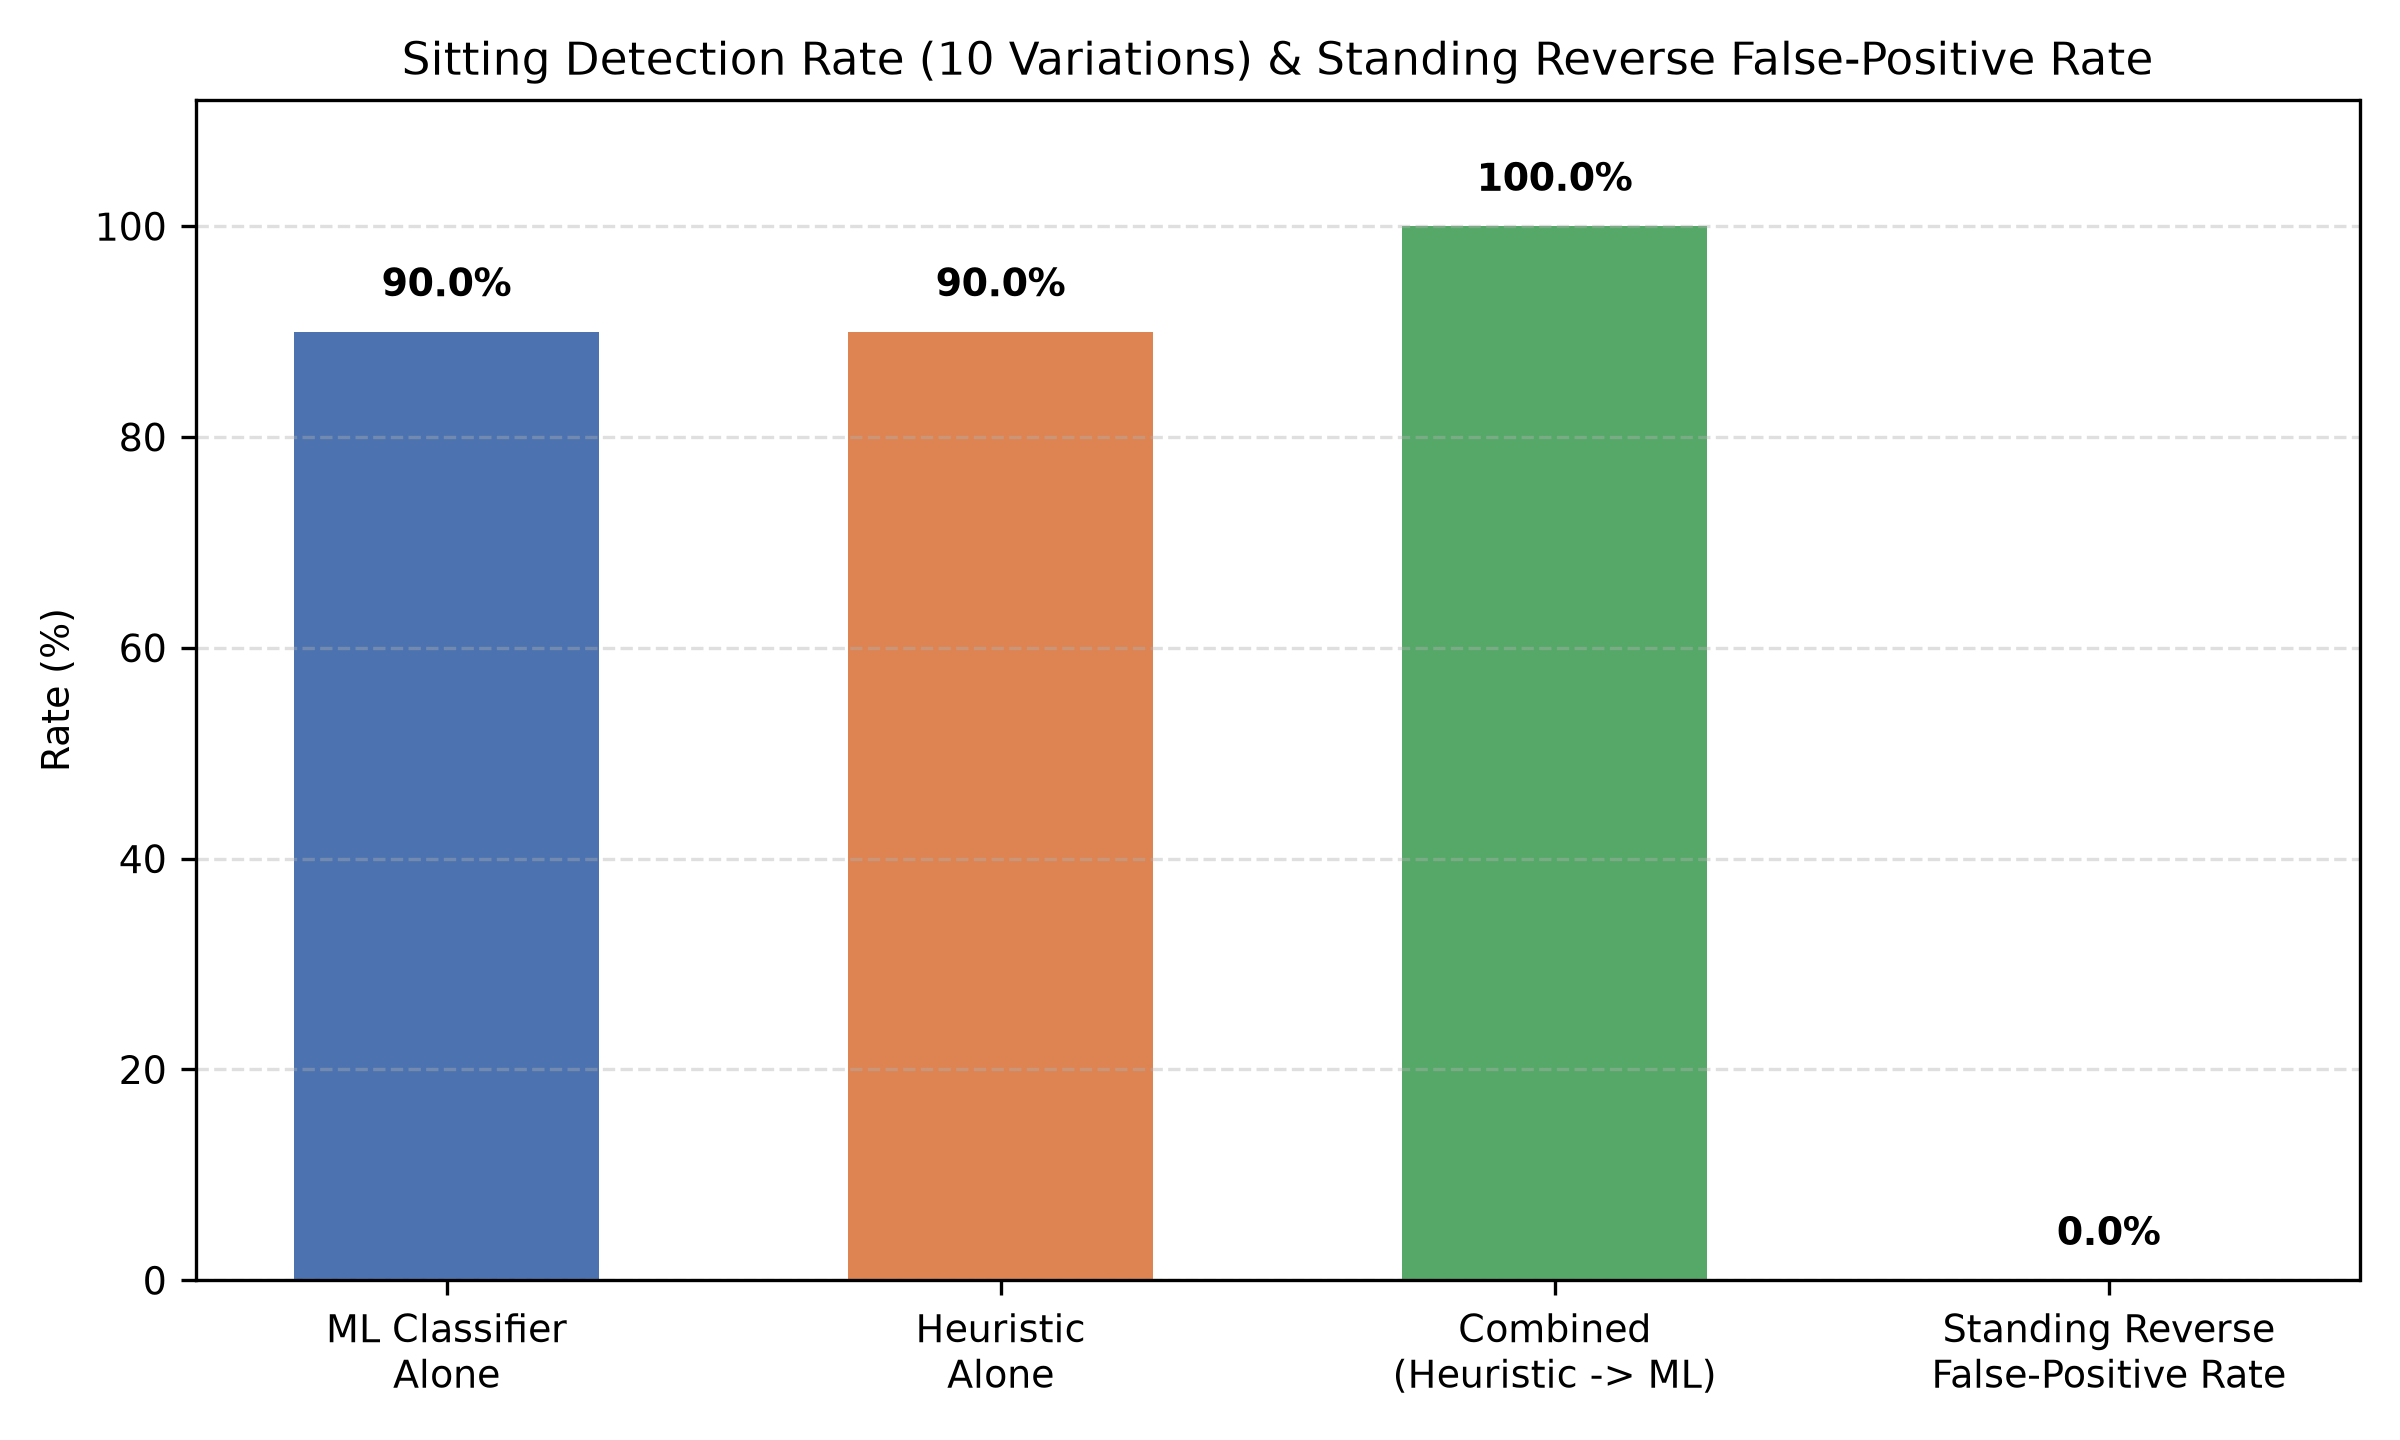 Sitting Detection Rate (10 Variations) & Standing Reverse False-Positive Rate
100.0%
100
90.0%
90.0%
80
60
Rate (%)
40
20
0.0%
0
ML Classifier
Alone
Heuristic
Alone
Combined
(Heuristic -> ML)
Standing Reverse
False-Positive Rate